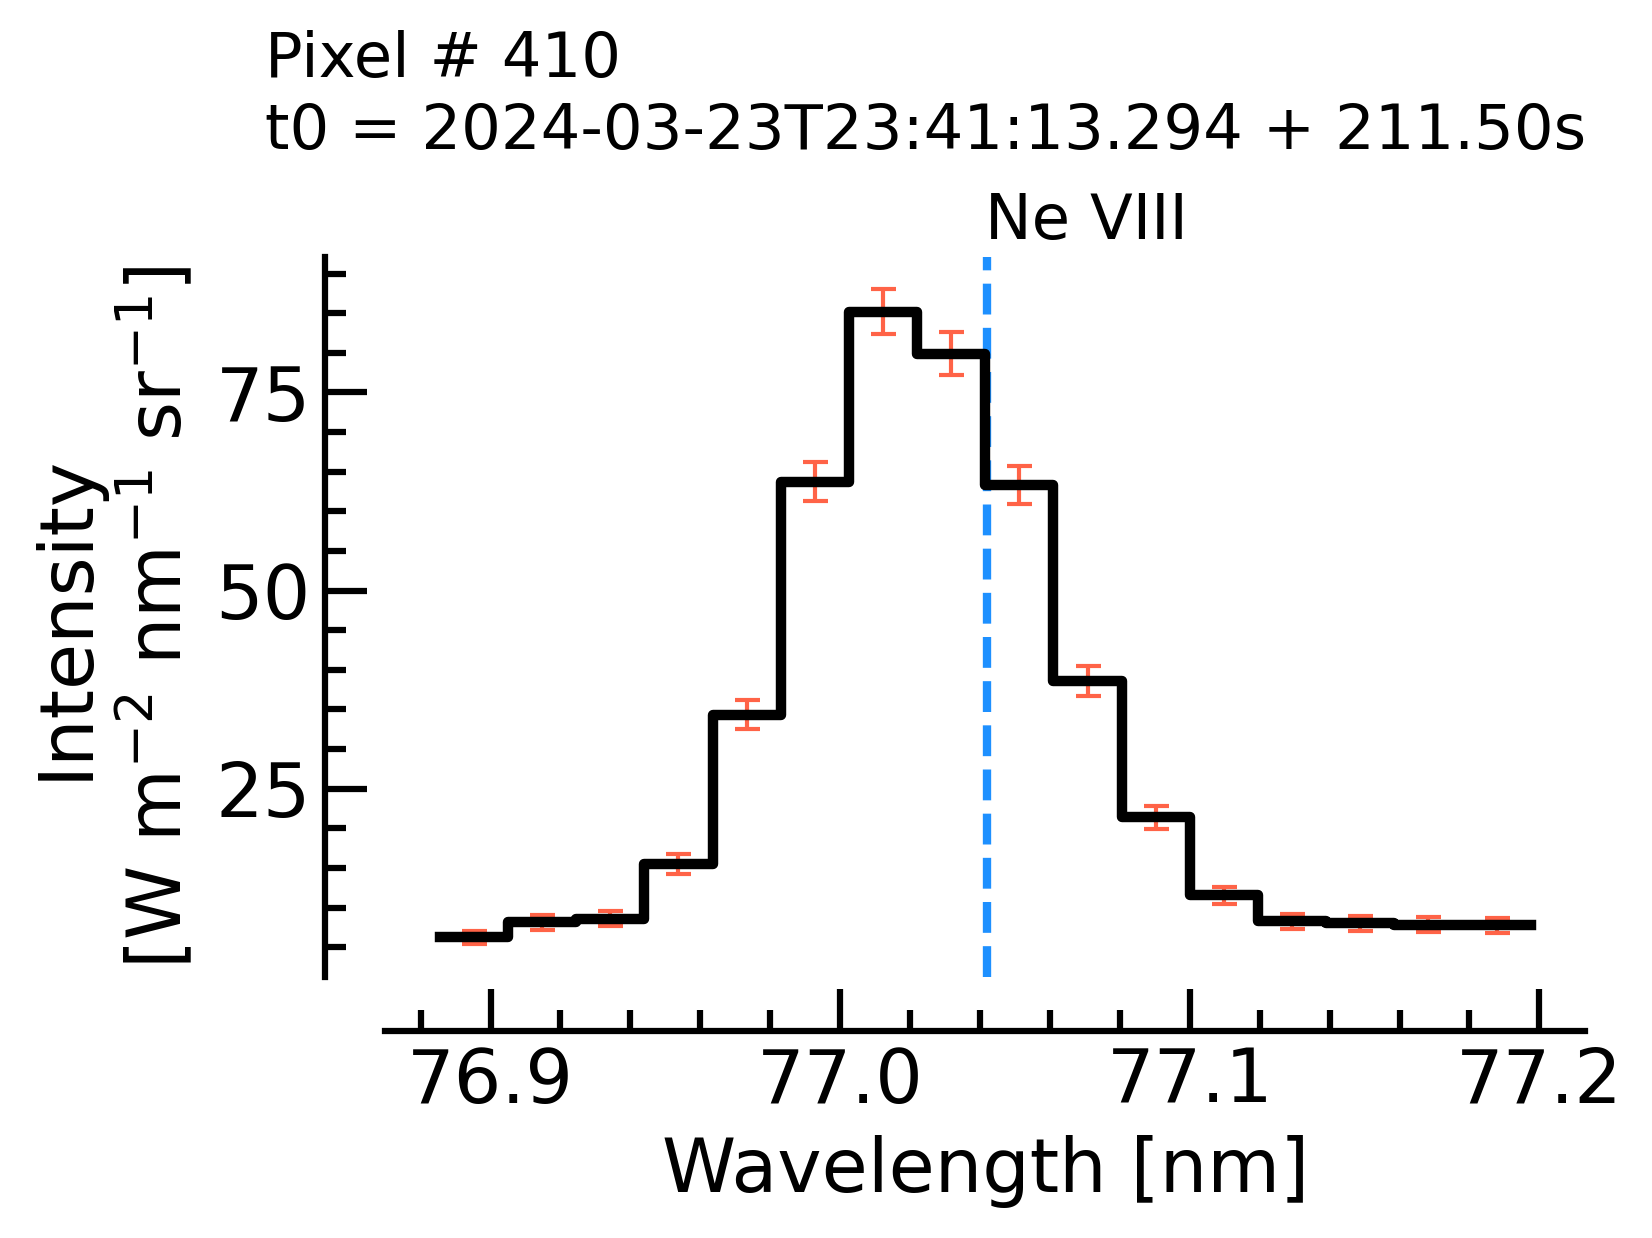 Pixel # 410
t0 = 2024-03-23T23:41:13.294 + 211.50s
Ne VIII
Intensity
[W m⁻² nm⁻¹ sr⁻¹]
75
50
25
76.9 77.0 77.1 77.2
Wavelength [nm]